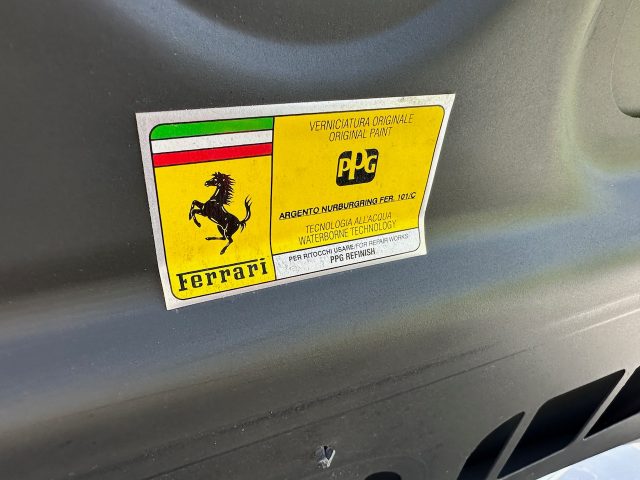 VERNICIATURA ORIGINALE
ORIGINAL PAINT
PPG
ARGENTO NURBURGRING FER. 101/C
TECNOLOGIA ALL'ACQUA
WATERBORNE TECHNOLOGY
PER RITOCCHI USARE/FOR REPAIR WORKS:
PPG REFINISH
Ferrari